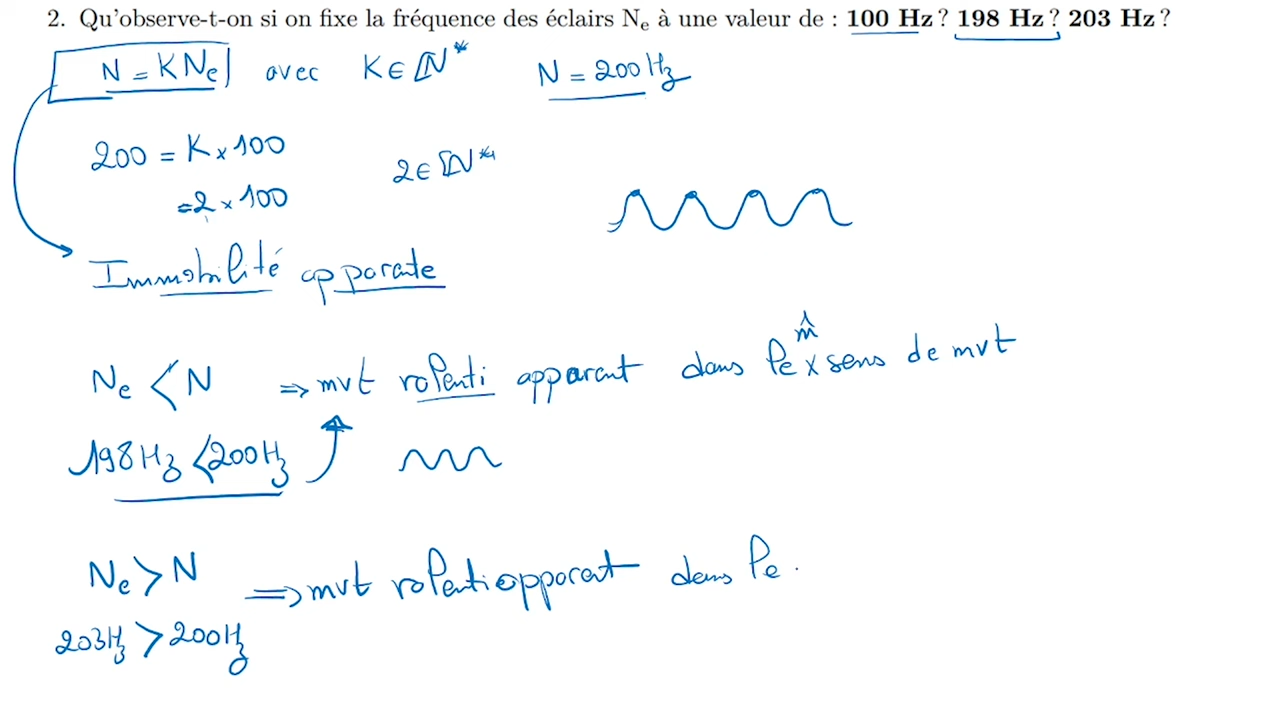 2. Qu'observe-t-on si on fixe la fréquence des éclairs Nₑ à une valeur de : 100 Hz ? 198 Hz ? 203 Hz ?
N = KNe avec K ∈ ℕ* N = 200 Hz
200 = K × 100
2 ∈ ℕ*
= 2 × 100
Immobilité apparente
Ne < N ⇒ mvt ralenti apparent dans le m̂ sens de mvt
198 Hz < 200 Hz
Ne > N ⇒ mvt ralenti apparent dans le
203 Hz > 200 Hz